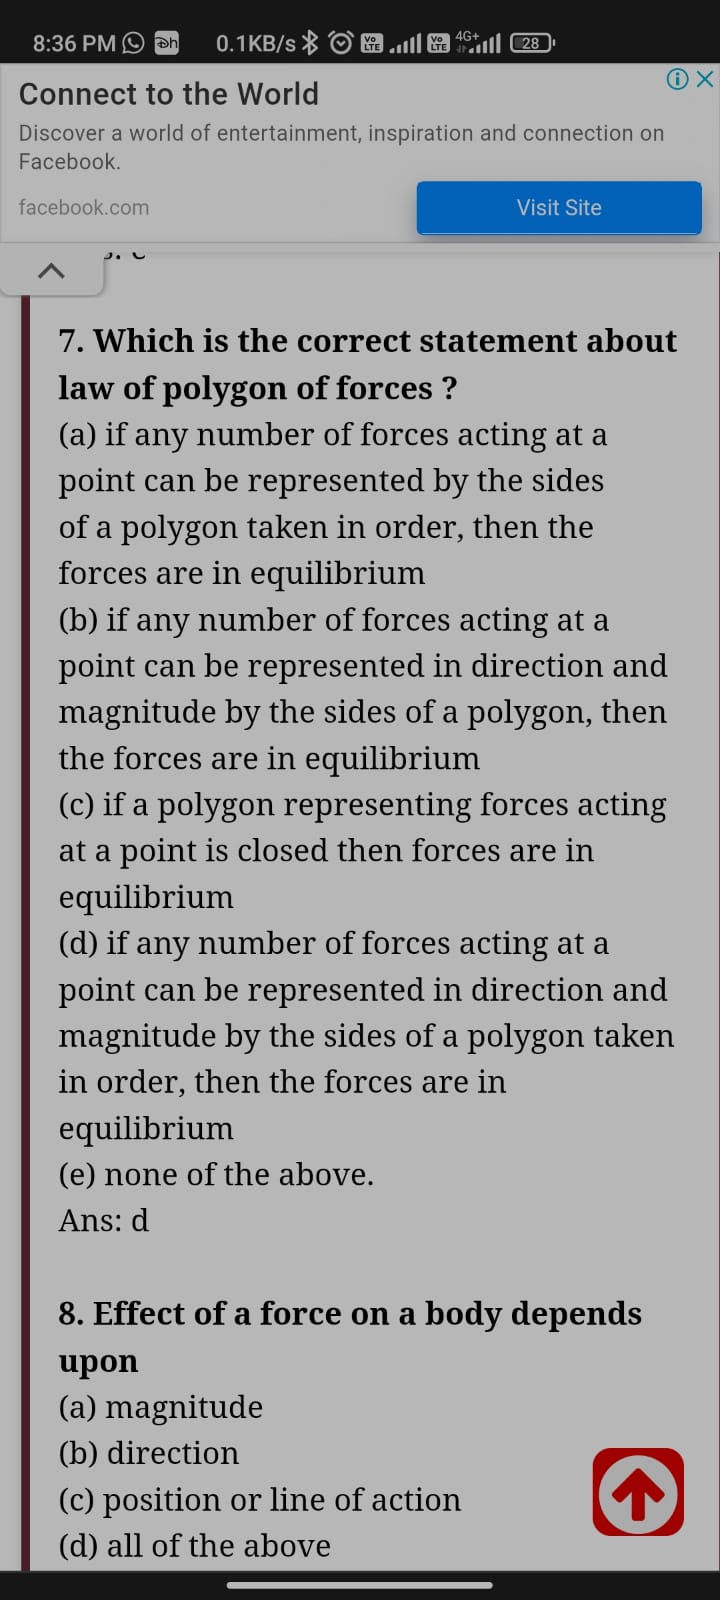 8:36 PM 0.1KB/s Vo LTE Vo LTE 4G+ 28
Connect to the World
Discover a world of entertainment, inspiration and connection on
Facebook.
facebook.com
Visit Site
7. Which is the correct statement about
law of polygon of forces ?
(a) if any number of forces acting at a
point can be represented by the sides
of a polygon taken in order, then the
forces are in equilibrium
(b) if any number of forces acting at a
point can be represented in direction and
magnitude by the sides of a polygon, then
the forces are in equilibrium
(c) if a polygon representing forces acting
at a point is closed then forces are in
equilibrium
(d) if any number of forces acting at a
point can be represented in direction and
magnitude by the sides of a polygon taken
in order, then the forces are in
equilibrium
(e) none of the above.
Ans: d
8. Effect of a force on a body depends
upon
(a) magnitude
(b) direction
(c) position or line of action
(d) all of the above